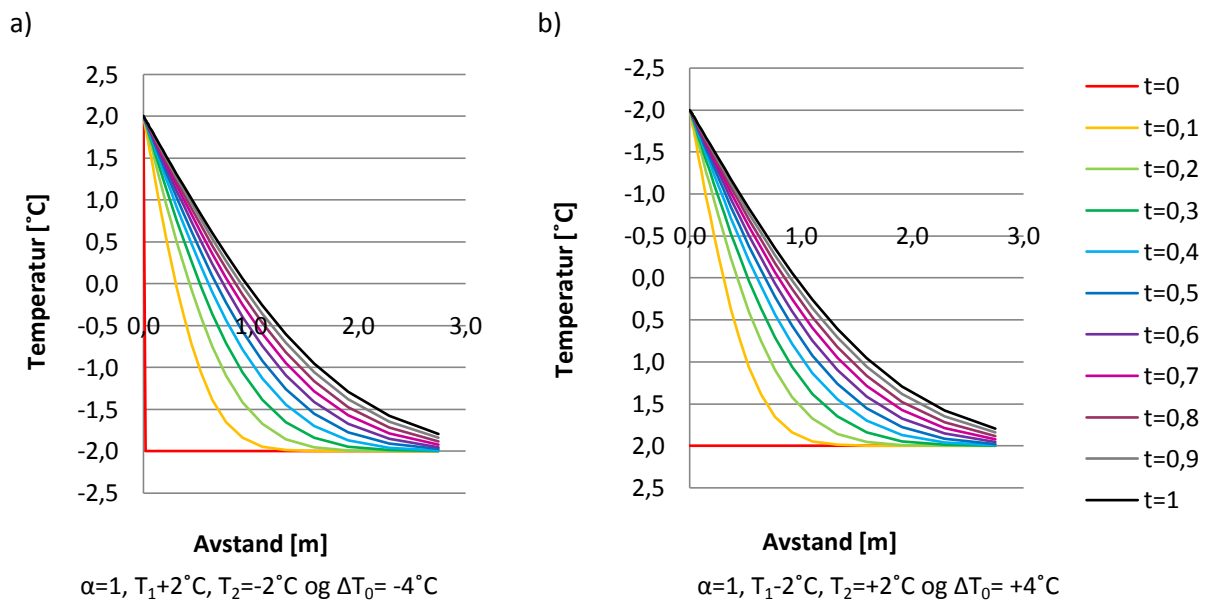 a)
b)
2,5
2,0
1,5
1,0
0,5
0,0
-0,5
-1,0
-1,5
-2,0
-2,5
0,0 1,0 2,0 3,0
Temperatur [˚C]
Avstand [m]
α=1, T₁+2˚C, T₂=-2˚C og ΔT₀= -4˚C
-2,5
-2,0
-1,5
-1,0
-0,5
0,0
0,5
1,0
1,5
2,0
2,5
0,0 1,0 2,0 3,0
Temperatur [˚C]
Avstand [m]
α=1, T₁-2˚C, T₂=+2˚C og ΔT₀= +4˚C
t=0
t=0,1
t=0,2
t=0,3
t=0,4
t=0,5
t=0,6
t=0,7
t=0,8
t=0,9
t=1